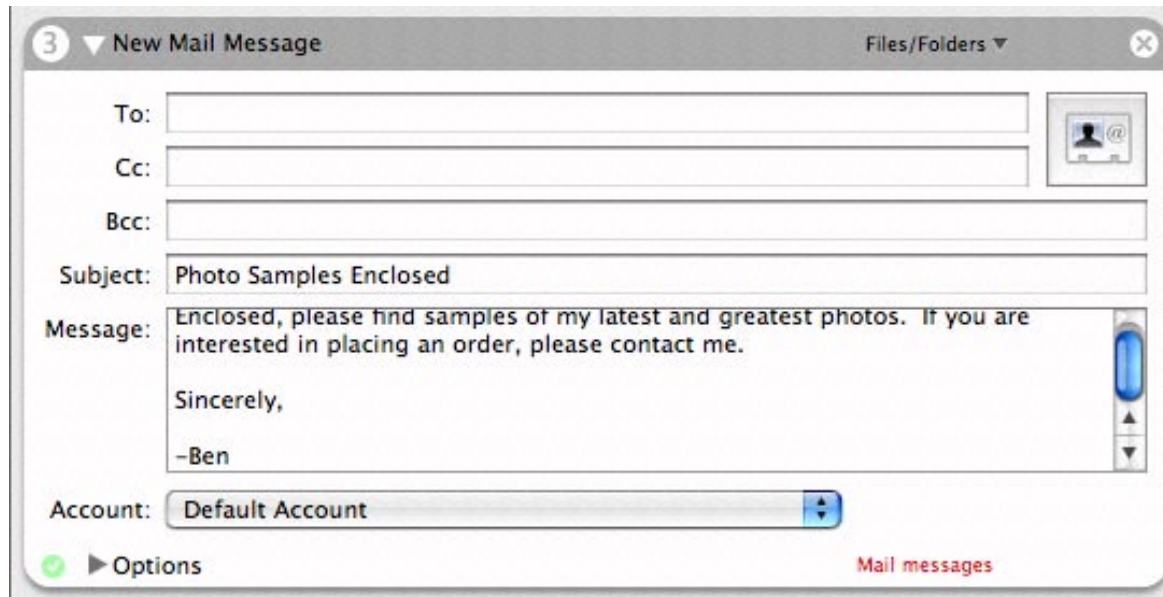 3 New Mail Message Files/Folders
To:
@
Cc:
Bcc:
Subject: Photo Samples Enclosed
Message: Enclosed, please find samples of my latest and greatest photos. If you are
interested in placing an order, please contact me.
Sincerely,
-Ben
Account: Default Account
Options Mail messages